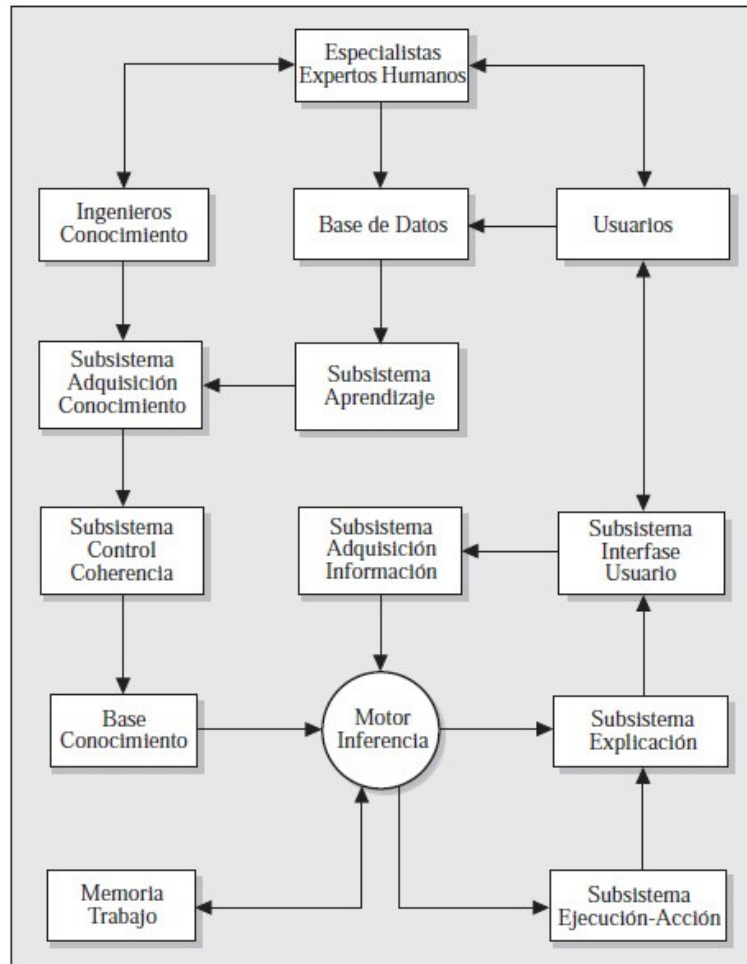 Especialistas
Expertos Humanos
Ingenieros
Conocimiento
Base de Datos
Usuarios
Subsistema
Adquisición
Conocimiento
Subsistema
Aprendizaje
Subsistema
Control
Coherencia
Subsistema
Adquisición
Información
Subsistema
Interfase
Usuario
Base
Conocimiento
Motor
Inferencia
Subsistema
Explicación
Memoria
Trabajo
Subsistema
Ejecución-Acción